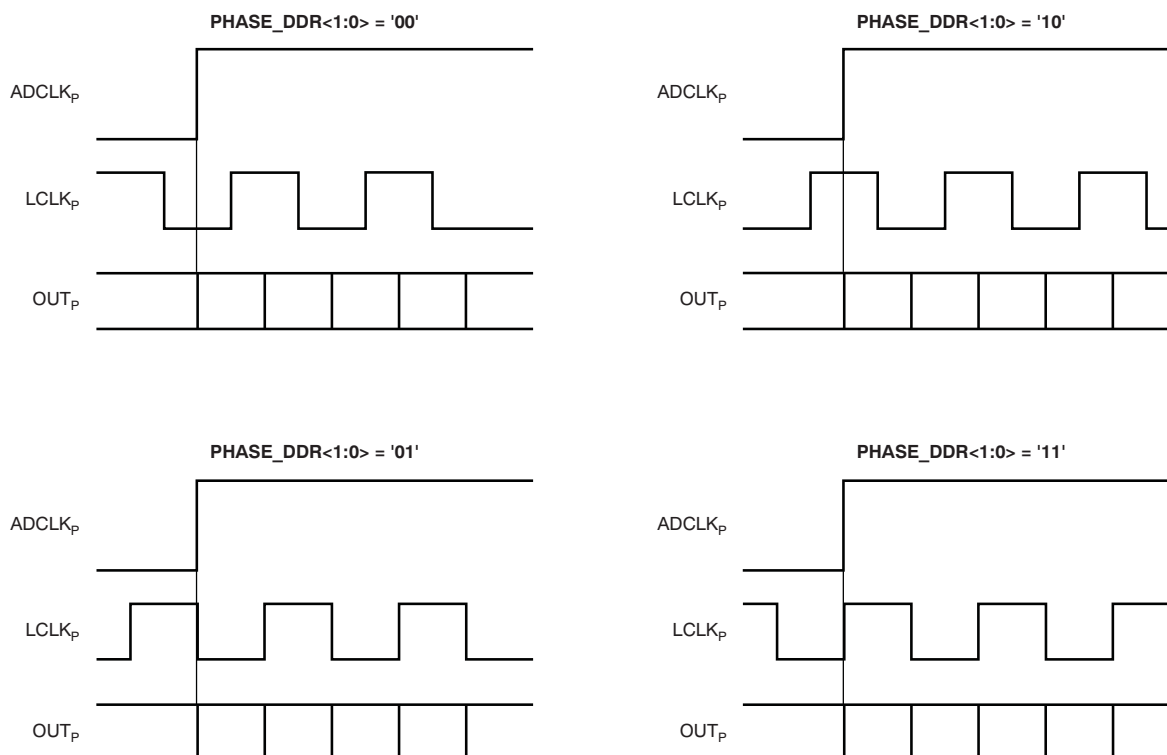 PHASE_DDR<1:0> = '00'
ADCLKP
LCLKP
OUTP
PHASE_DDR<1:0> = '10'
ADCLKP
LCLKP
OUTP
PHASE_DDR<1:0> = '01'
ADCLKP
LCLKP
OUTP
PHASE_DDR<1:0> = '11'
ADCLKP
LCLKP
OUTP